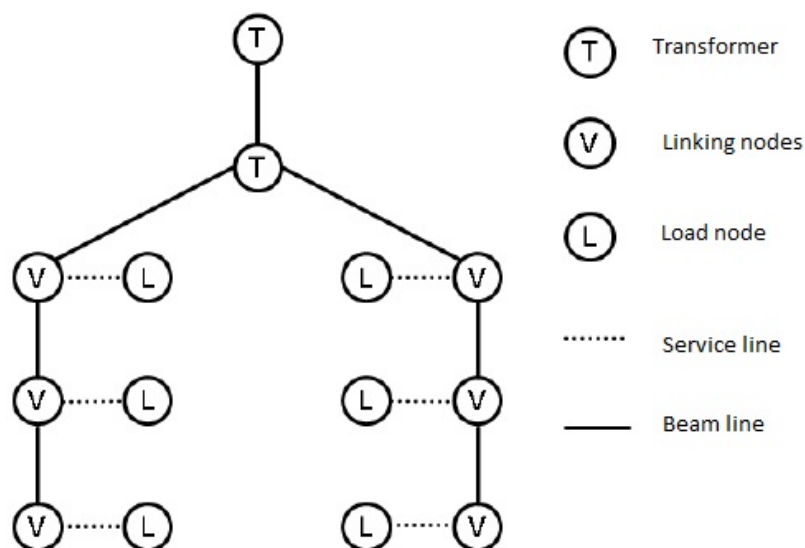 T
T
V L L V
V L L V
V L L V
T Transformer
V Linking nodes
L Load node
Service line
Beam line